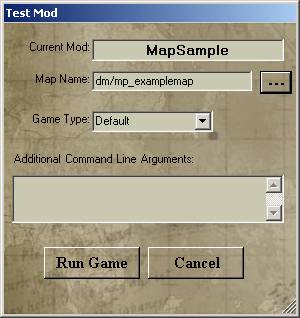 Test Mod
Current Mod: MapSample
Map Name: dm/mp_examplemap ...
Game Type: Default
Additional Command Line Arguments:
Run Game Cancel